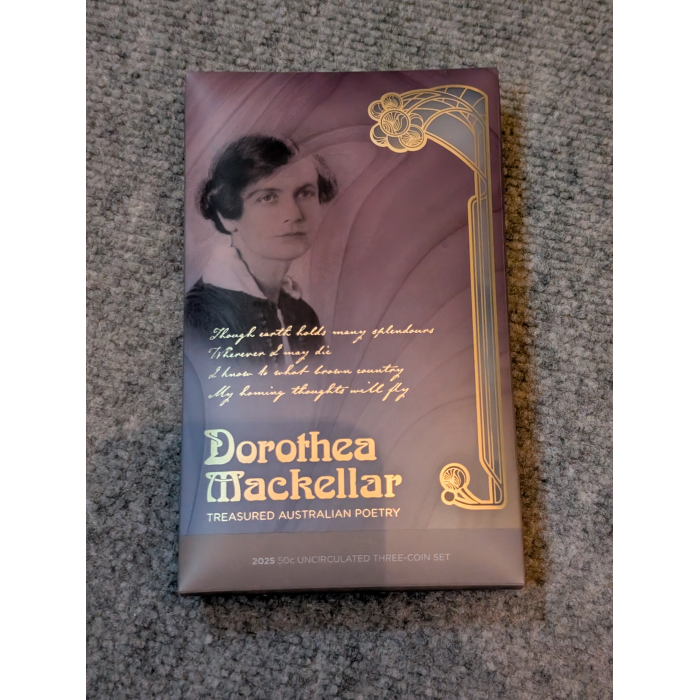 Though earth holds many splendours
Wherever I may die
I know to what brown country
My homing thoughts will fly
Dorothea
Mackellar
TREASURED AUSTRALIAN POETRY
2025 50c UNCIRCULATED THREE-COIN SET